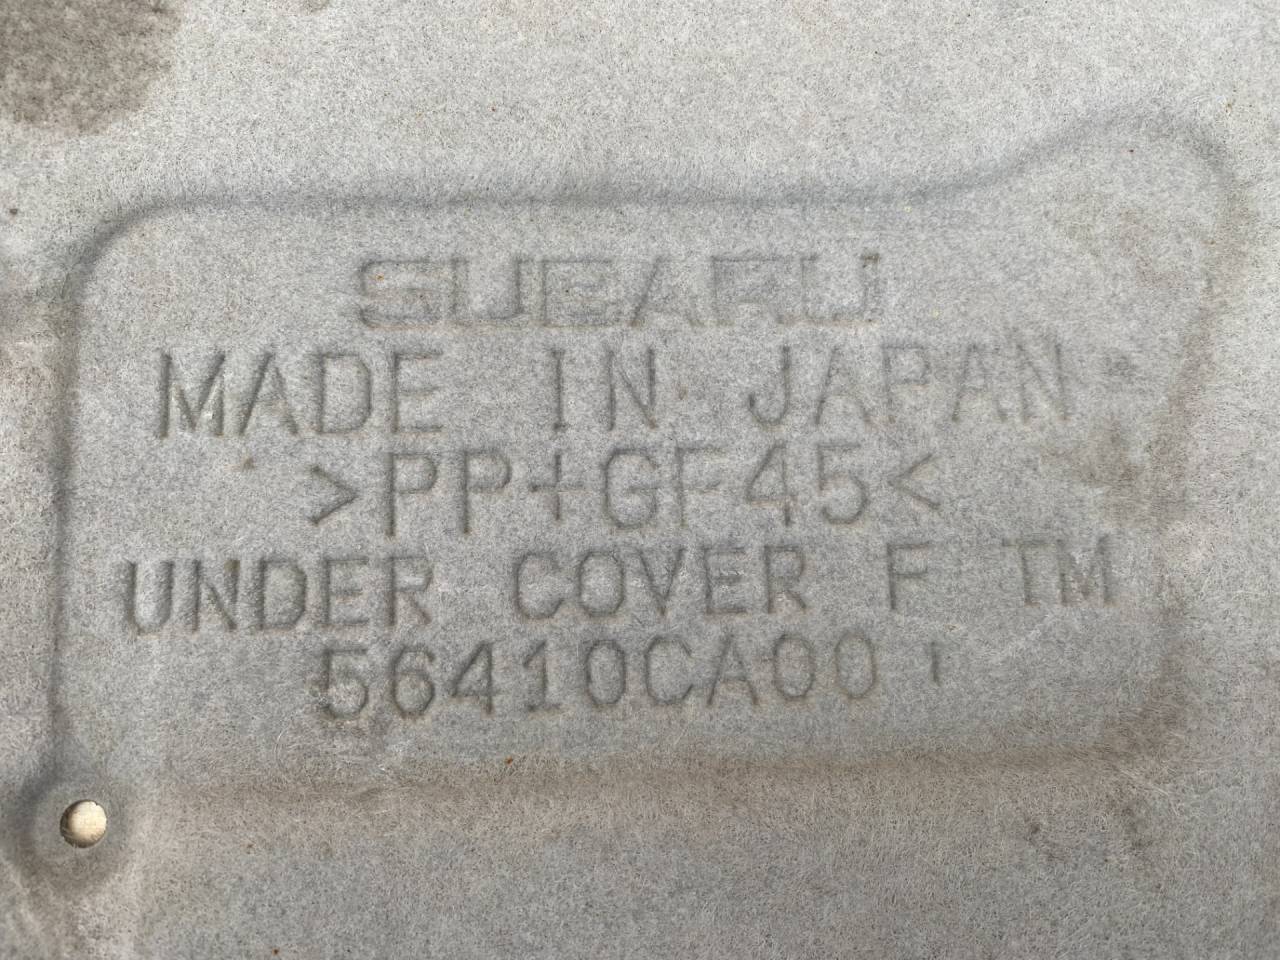 SUBARU
MADE IN JAPAN
>PP+GF45<
UNDER COVER F TM
56410CA00